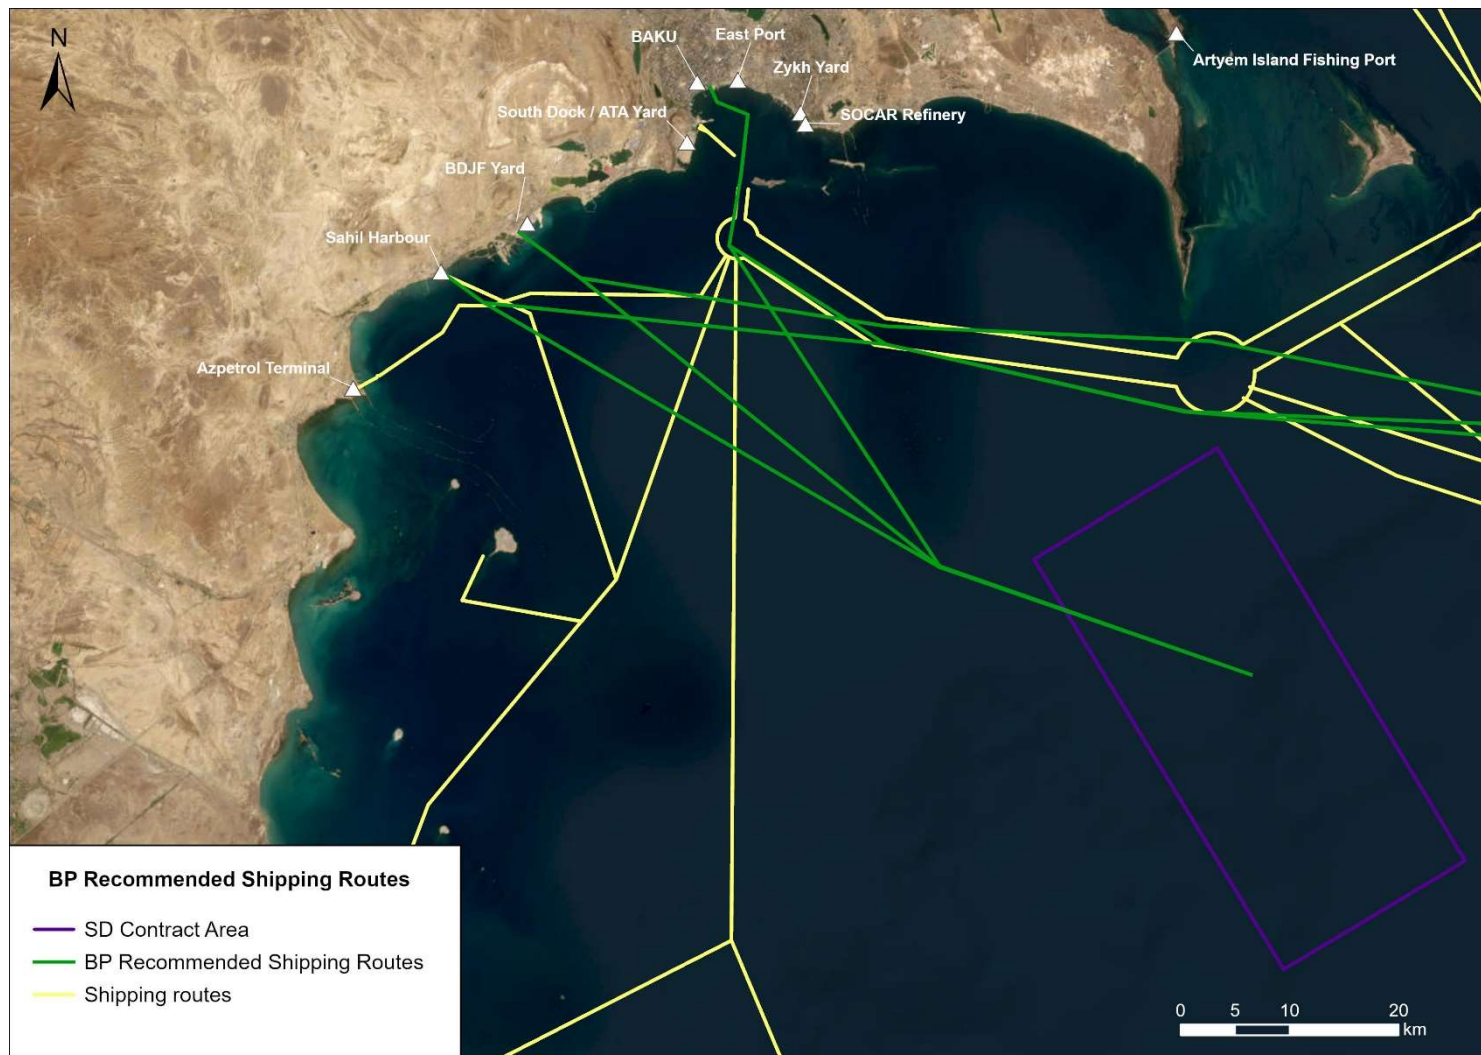 N
BAKU
East Port
Zykh Yard
Artyem Island Fishing Port
South Dock / ATA Yard
SOCAR Refinery
BDJF Yard
Sahil Harbour
Azpetrol Terminal
BP Recommended Shipping Routes
SD Contract Area
BP Recommended Shipping Routes
Shipping routes
0 5 10 20
km